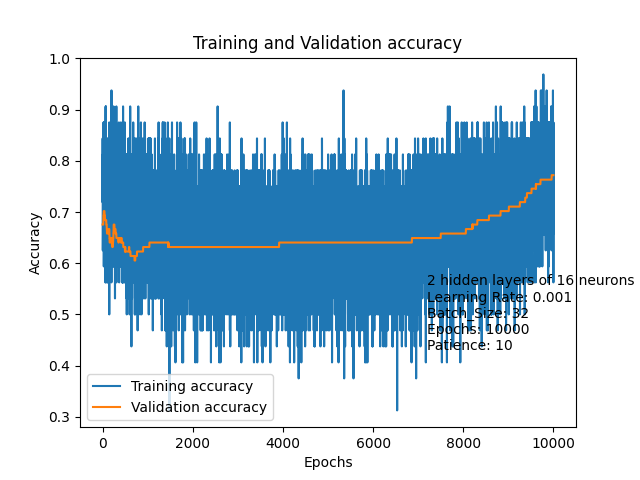 Training and Validation accuracy
1.0
0.9
0.8
0.7
0.6
0.5
0.4
0.3
Accuracy
2 hidden layers of 16 neurons
Learning Rate: 0.001
Batch_Size: 32
Epochs: 10000
Patience: 10
Training accuracy
Validation accuracy
0 2000 4000 6000 8000 10000
Epochs